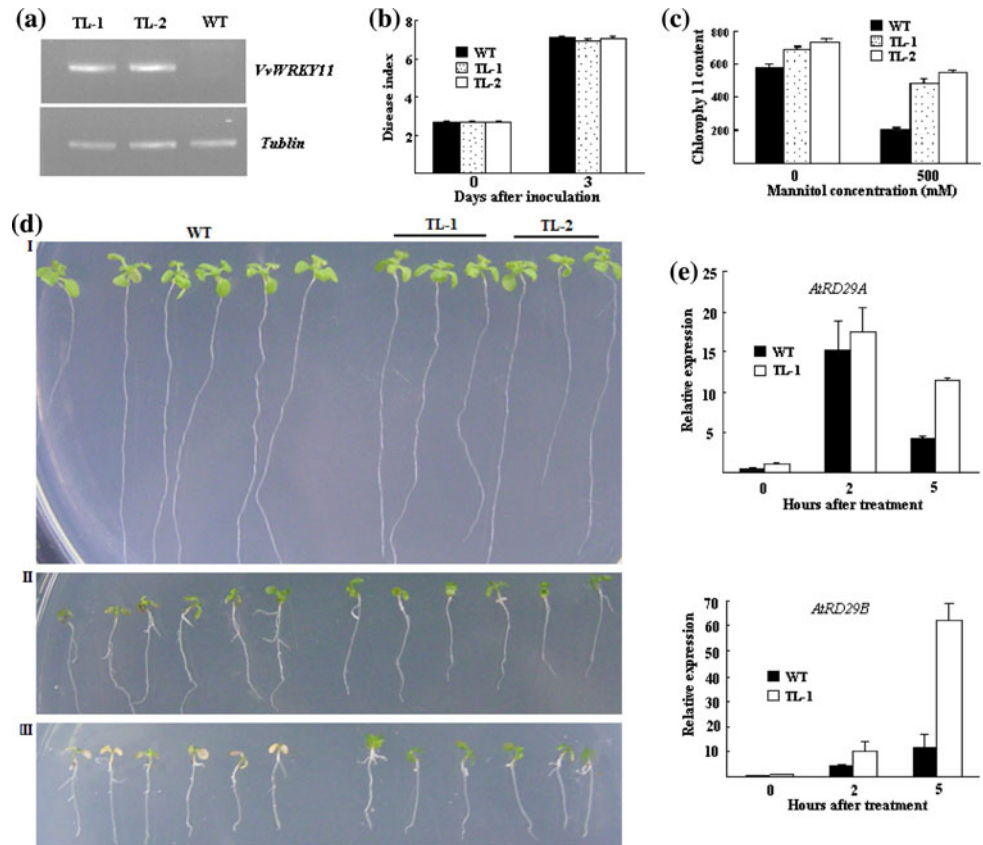 (a)
TL-1 TL-2 WT
VvWRKY11
Tublin
(b)
Disease index
7
6
4
2
WT
TL-1
TL-2
0 3
Days after inoculation
(c)
Chlorophy 11 content
800
600
400
200
WT
TL-1
TL-2
0 500
Mannitol concentration (mM)
(d)
WT TL-1 TL-2
I
II
III
(e)
AtRD29A
Relative expression
25
20
15
10
5
WT
TL-1
0 2 5
Hours after treatment
AtRD29B
Relative expression
70
60
50
40
30
20
10
WT
TL-1
0 2 5
Hours after treatment